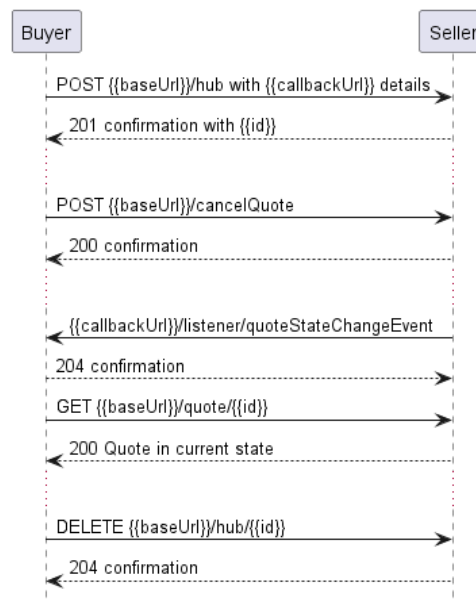 Buyer
Seller
POST {{baseUrl}}/hub with {{callbackUrl}} details
201 confirmation with {{id}}
POST {{baseUrl}}/cancelQuote
200 confirmation
{{callbackUrl}}/listener/quoteStateChangeEvent
204 confirmation
GET {{baseUrl}}/quote/{{id}}
200 Quote in current state
DELETE {{baseUrl}}/hub/{{id}}
204 confirmation